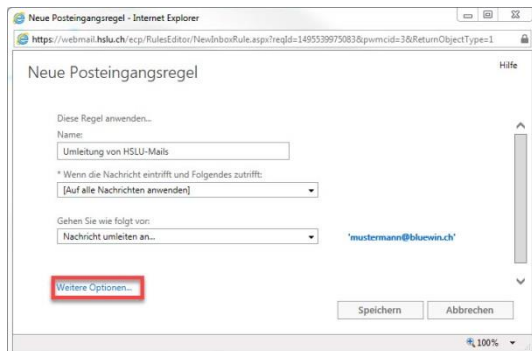 Neue Posteingangsregel - Internet Explorer
https://webmail.hslu.ch/ecp/RulesEditor/NewInboxRule.aspx?reqId=1495539975083&pwmcid=3&ReturnObjectType=1
Hilfe
Neue Posteingangsregel
Diese Regel anwenden...
Name:
Umleitung von HSLU-Mails
* Wenn die Nachricht eintrifft und Folgendes zutrifft:
[Auf alle Nachrichten anwenden]
Gehen Sie wie folgt vor:
Nachricht umleiten an... 'mustermann@bluewin.ch'
Weitere Optionen...
Speichern Abbrechen
100%